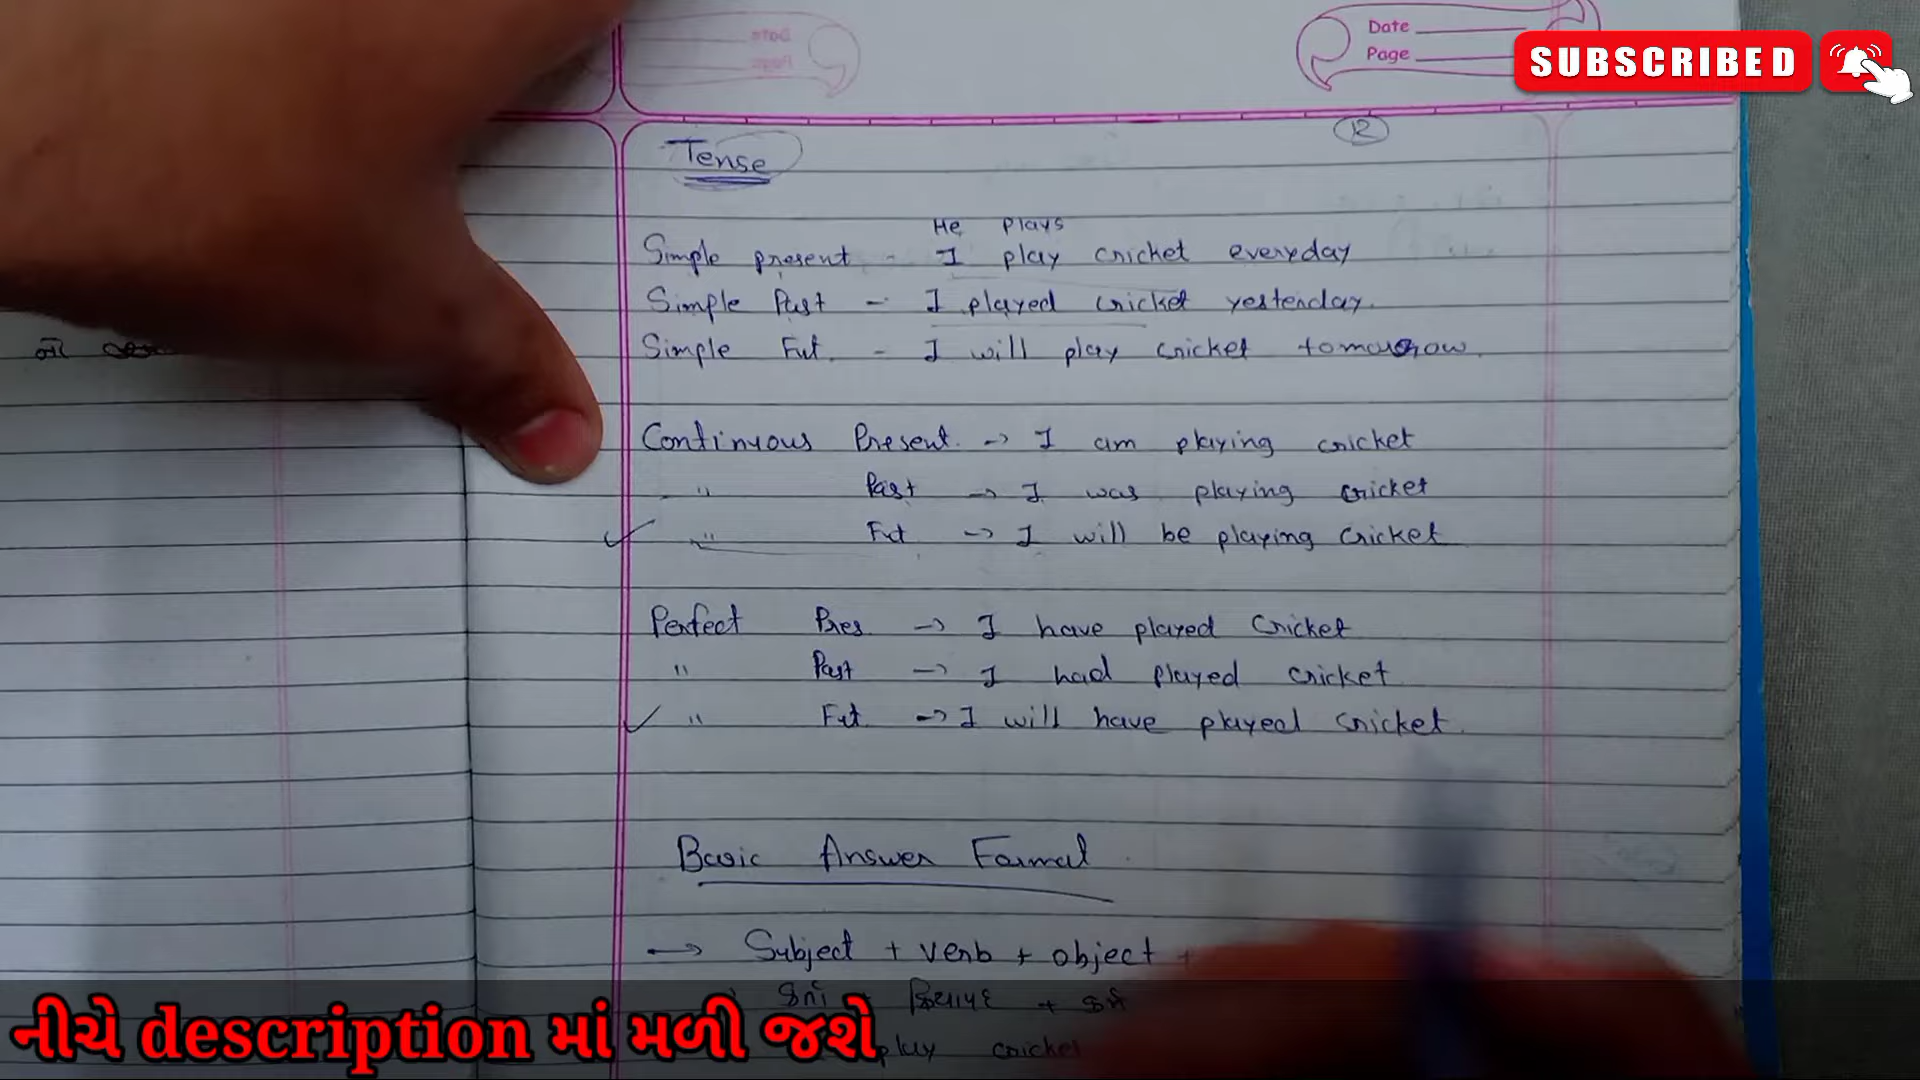 Date
Page
SUBSCRIBED
12
Tense
He plays
Simple present - I play cricket everyday
Simple Past - I played cricket yesterday.
Simple Fut. - I will play cricket tomorrow.
Continuous Present. -> I am playing cricket
" Past -> I was playing cricket
" Fut -> I will be playing cricket
Perfect Pres -> I have played cricket
" Past -> I had played cricket
" Fut. -> I will have played cricket.
Basic Answer Format
-> Subject + verb + object +
કર્તા + ક્રિયાપદ + કર્મ
play cricket
નીચે description માં મળી જશે